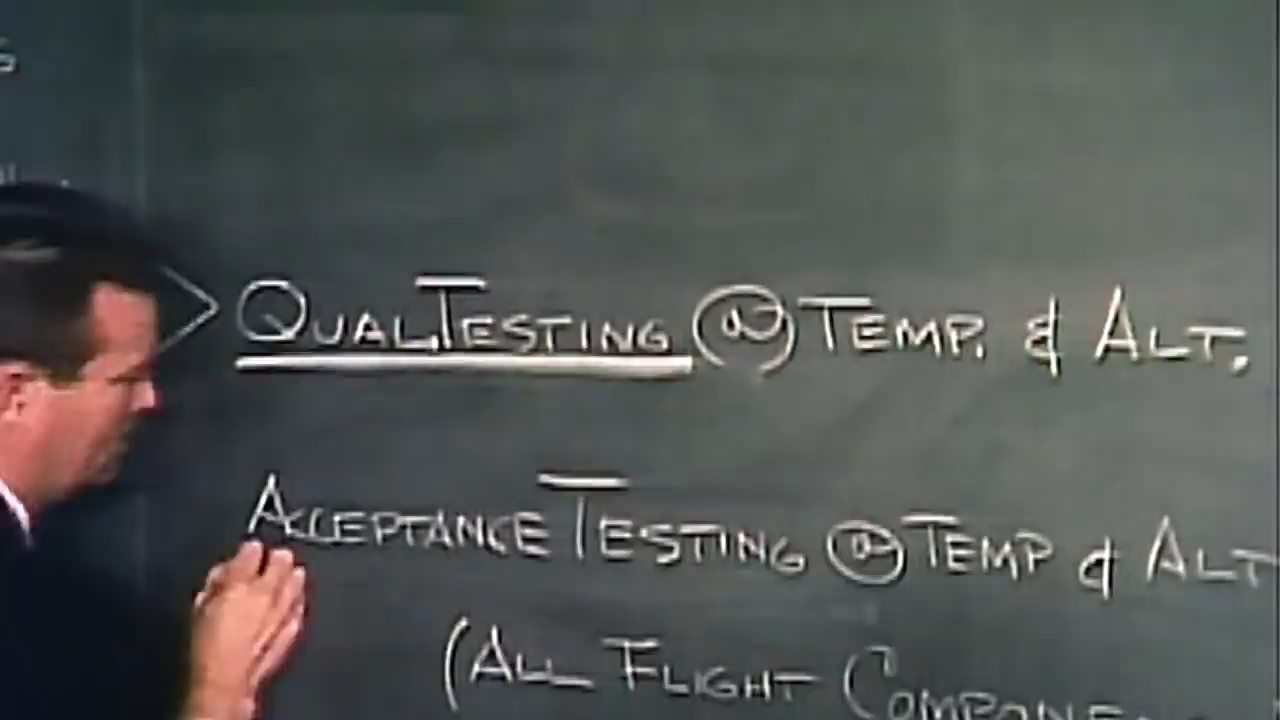 QUAL TESTING @ TEMP. & ALT.
ACCEPTANCE TESTING @ TEMP & ALT
(ALL FLIGHT